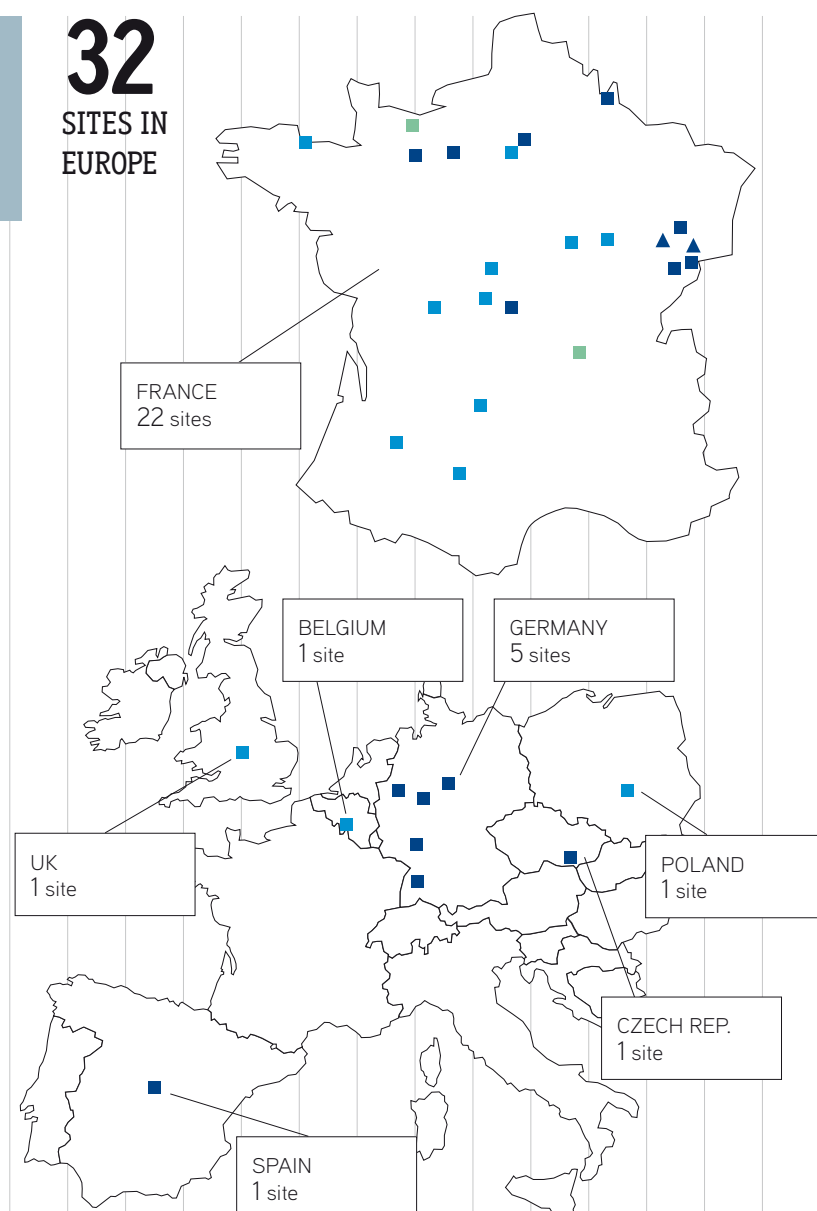 32
SITES IN
EUROPE
FRANCE
22 sites
BELGIUM
1 site
GERMANY
5 sites
UK
1 site
POLAND
1 site
CZECH REP.
1 site
SPAIN
1 site